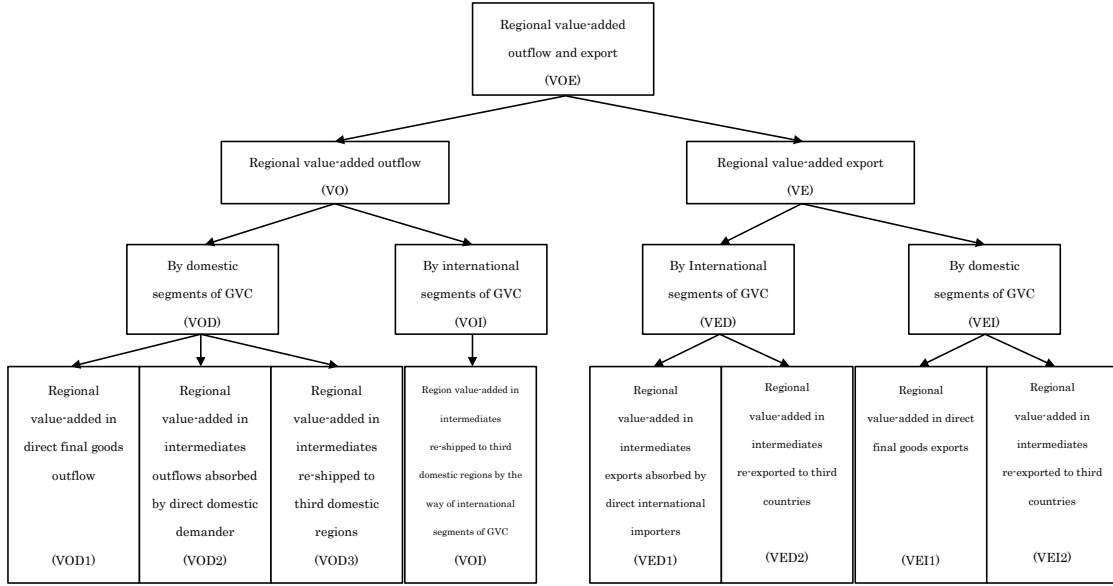 Regional value-added
outflow and export
(VOE)
Regional value-added outflow
(VO)
Regional value-added export
(VE)
By domestic
segments of GVC
(VOD)
By international
segments of GVC
(VOI)
By International
segments of GVC
(VED)
By domestic
segments of GVC
(VEI)
Regional
value-added in
direct final goods
outflow
(VOD1)
Regional
value-added in
intermediates
outflows absorbed
by direct domestic
demander
(VOD2)
Regional
value-added in
intermediates
re-shipped to
third domestic
regions
(VOD3)
Region value-added in
intermediates
re-shipped to third
domestic regions by the
way of international
segments of GVC
(VOI)
Regional
value-added in
intermediates
exports absorbed by
direct international
importers
(VED1)
Regional
value-added in
intermediates
re-exported to third
countries
(VED2)
Regional
value-added in direct
final goods exports
(VEI1)
Regional
value-added in
intermediates
re-exported to third
countries
(VEI2)